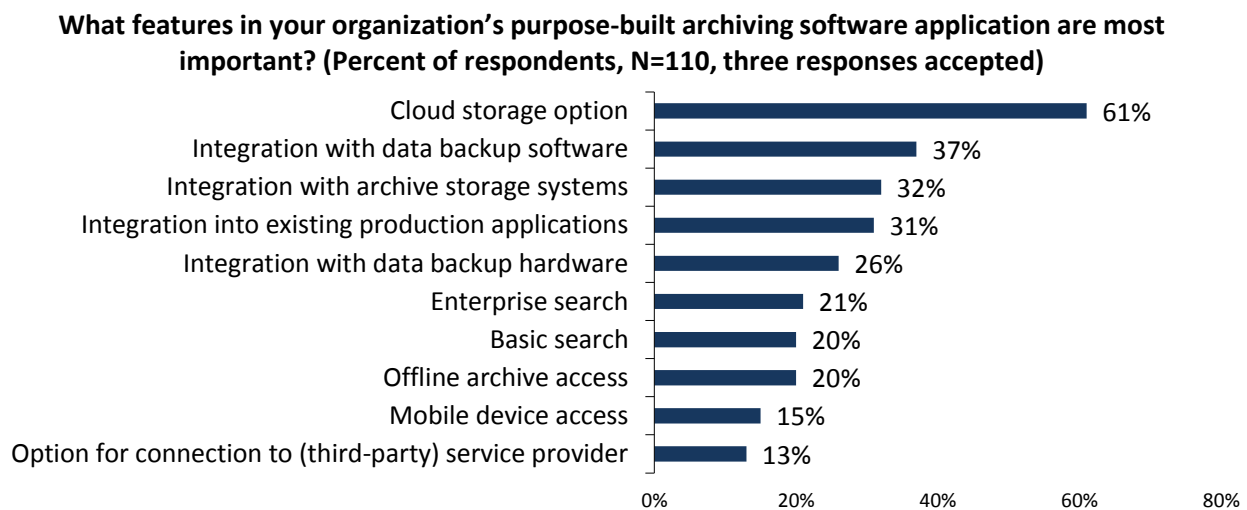 What features in your organization’s purpose-built archiving software application are most
important? (Percent of respondents, N=110, three responses accepted)
Cloud storage option 61%
Integration with data backup software 37%
Integration with archive storage systems 32%
Integration into existing production applications 31%
Integration with data backup hardware 26%
Enterprise search 21%
Basic search 20%
Offline archive access 20%
Mobile device access 15%
Option for connection to (third-party) service provider 13%
0% 20% 40% 60% 80%